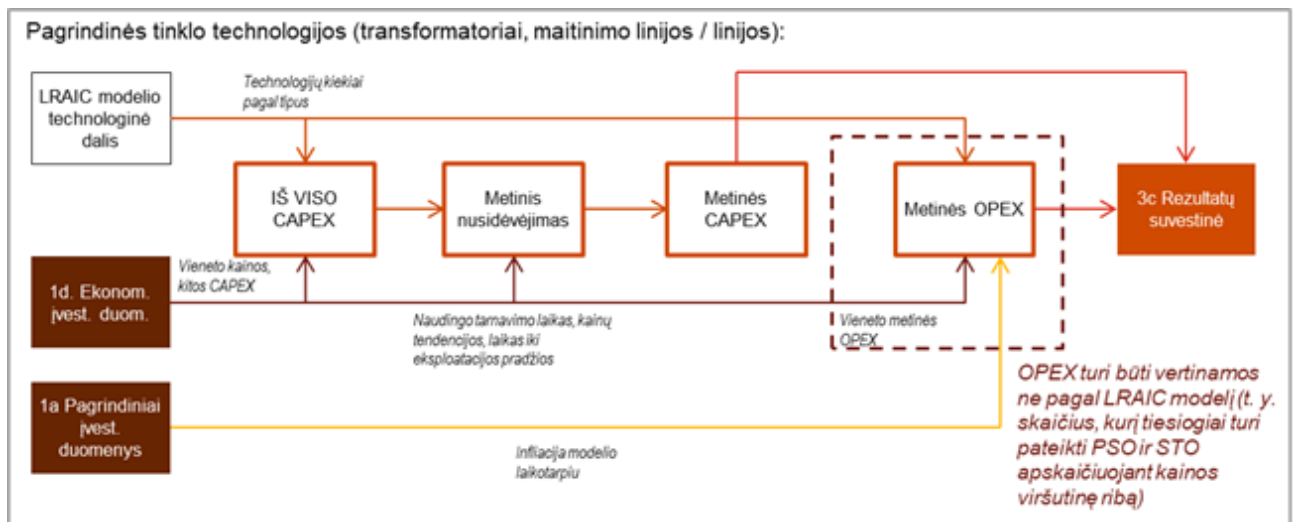 Pagrindinės tinklo technologijos (transformatoriai, maitinimo linijos / linijos):
LRAIC modelio
technologinė
dalis
Technologijų kiekiai
pagal tipus
IŠ VISO
CAPEX
Metinis
nusidėvėjimas
Metinės
CAPEX
Metinės OPEX
3c Rezultatų
suvestinė
1d. Ekonom.
įvest. duom.
Vieneto kainos,
kitos CAPEX
Naudingo tarnavimo laikas, kainų
tendencijos, laikas iki
eksploatacijos pradžios
Vieneto metinės
OPEX
1a Pagrindiniai
įvest.
duomenys
Infliacija modelio
laikotarpiu
OPEX turi būti vertinamos
ne pagal LRAIC modelį (t. y.
skaičius, kurį tiesiogiai turi
pateikti PSO ir STO
apskaičiuojant kainos
viršutinę ribą)